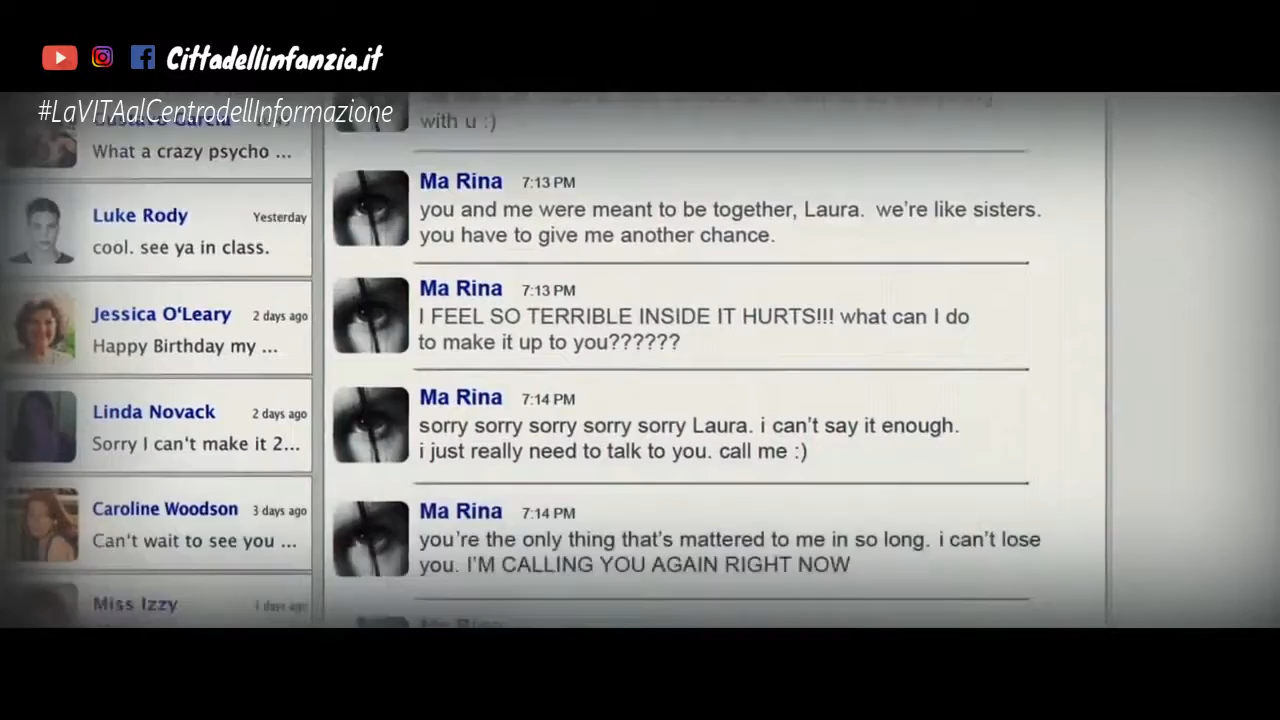 Cittadellinfanzia.it
#LaVITAalCentrodellInformazione
What a crazy psycho ...
Luke Rody Yesterday
cool. see ya in class.
Jessica O'Leary 2 days ago
Happy Birthday my ...
Linda Novack 2 days ago
Sorry I can't make it 2...
Caroline Woodson 3 days ago
Can't wait to see you ...
Miss Izzy 4 days ago
with u :)
Ma Rina 7:13 PM
you and me were meant to be together, Laura. we're like sisters.
you have to give me another chance.
Ma Rina 7:13 PM
I FEEL SO TERRIBLE INSIDE IT HURTS!!! what can I do
to make it up to you??????
Ma Rina 7:14 PM
sorry sorry sorry sorry sorry Laura. i can't say it enough.
i just really need to talk to you. call me :)
Ma Rina 7:14 PM
you're the only thing that's mattered to me in so long. i can't lose
you. I'M CALLING YOU AGAIN RIGHT NOW